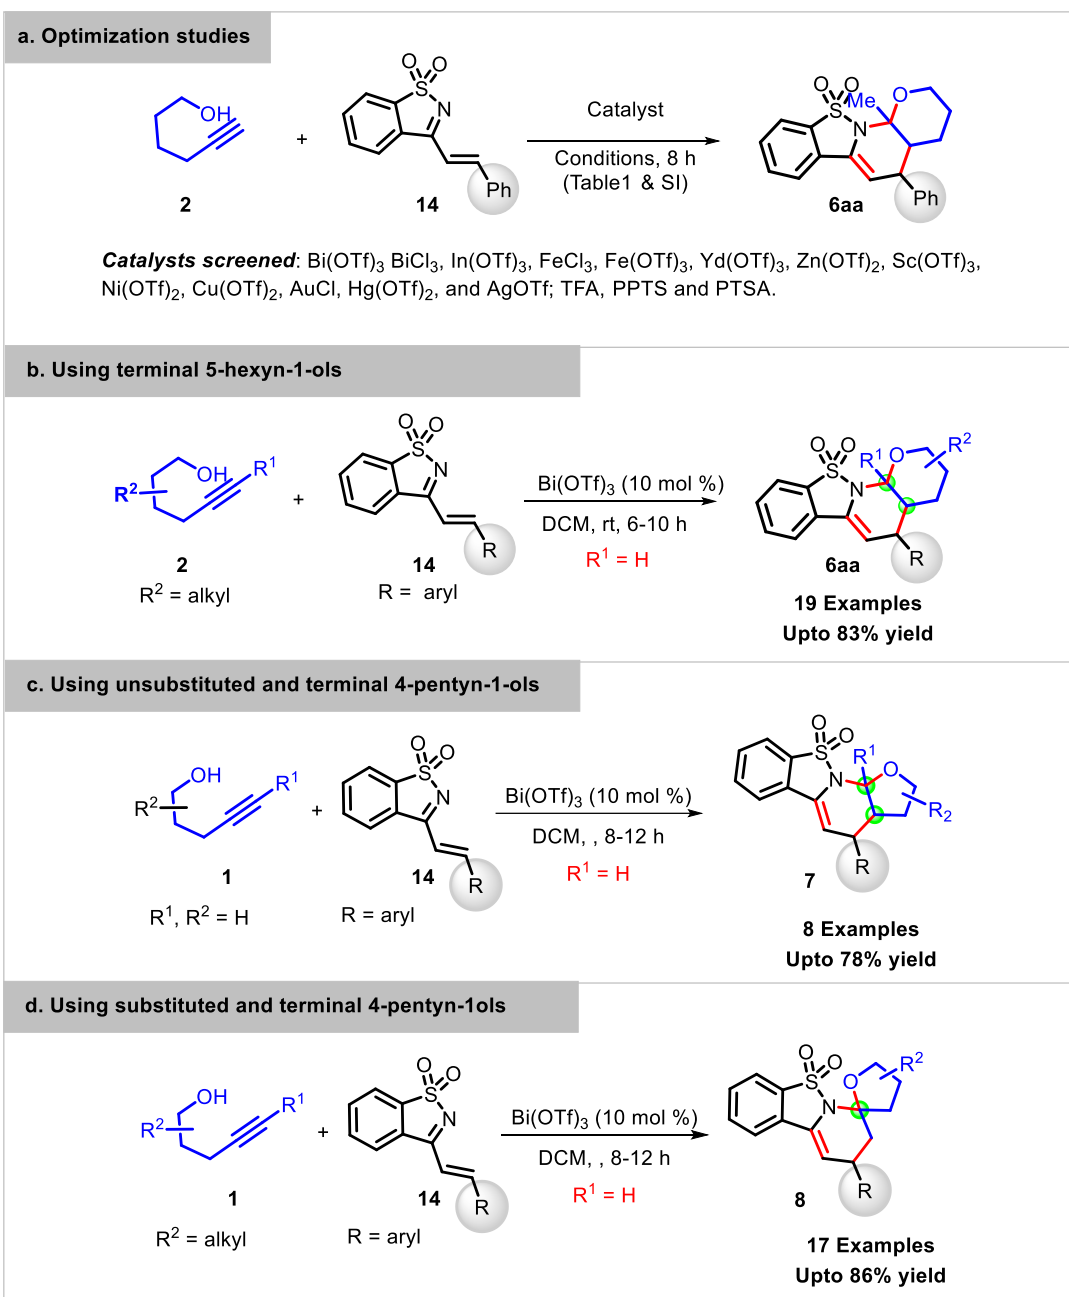 a. Optimization studies
OH
+
O O
S
N
Ph
Catalyst
Conditions, 8 h
(Table1 & SI)
O O
S
Me
O
N
Ph
2
14
6aa
Catalysts screened: Bi(OTf)3 BiCl3, In(OTf)3, FeCl3, Fe(OTf)3, Yd(OTf)3, Zn(OTf)2, Sc(OTf)3,
Ni(OTf)2, Cu(OTf)2, AuCl, Hg(OTf)2, and AgOTf; TFA, PPTS and PTSA.
b. Using terminal 5-hexyn-1-ols
OH
R1
R2
+
O O
S
N
R
Bi(OTf)3 (10 mol %)
DCM, rt, 6-10 h
R1 = H
O O
S
R1
O
R2
N
R
2
14
6aa
R2 = alkyl
R = aryl
19 Examples
Upto 83% yield
c. Using unsubstituted and terminal 4-pentyn-1-ols
OH
R1
R2
+
O O
S
N
R
Bi(OTf)3 (10 mol %)
DCM, , 8-12 h
R1 = H
O O
S
R1
O
N
R2
R
1
14
7
R1, R2 = H
R = aryl
8 Examples
Upto 78% yield
d. Using substituted and terminal 4-pentyn-1ols
OH
R1
R2
+
O O
S
N
R
Bi(OTf)3 (10 mol %)
DCM, , 8-12 h
R1 = H
O O
S
O
R2
N
R
1
14
8
R2 = alkyl
R = aryl
17 Examples
Upto 86% yield